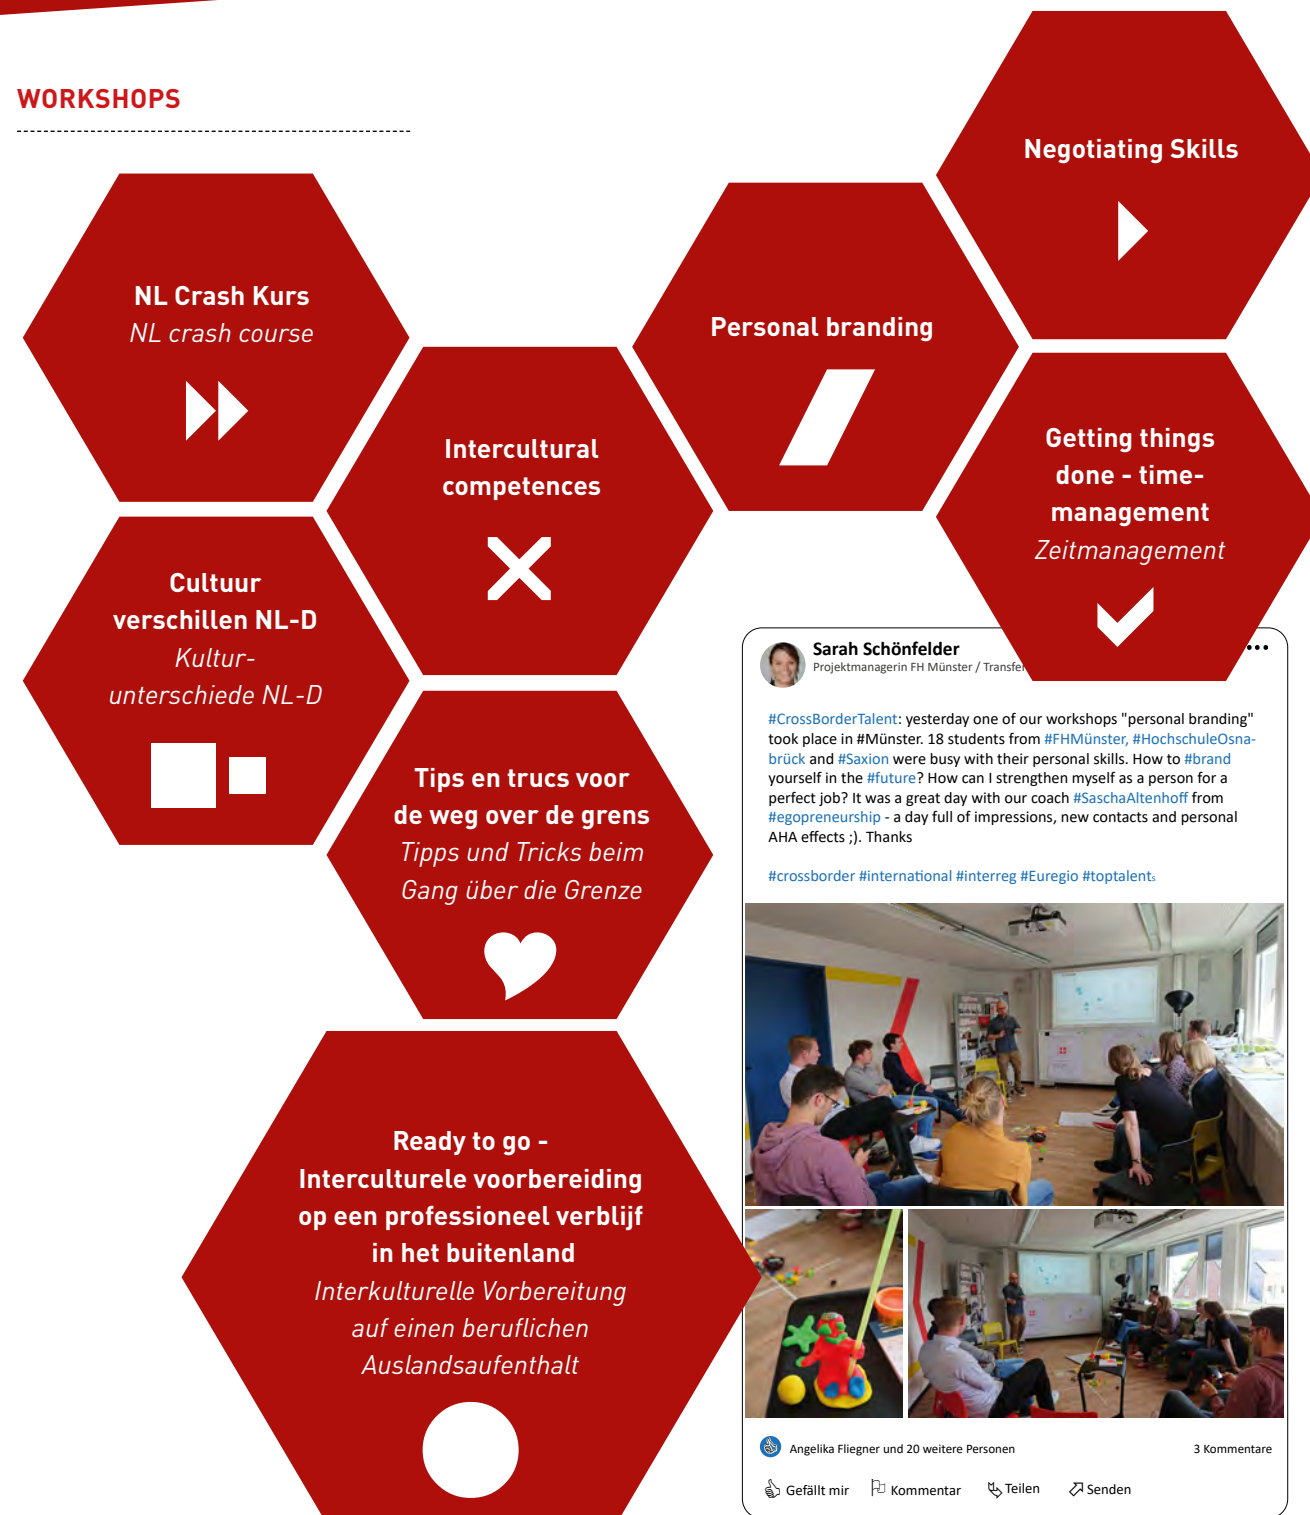 WORKSHOPS
Negotiating Skills
NL Crash Kurs
NL crash course
Personal branding
Intercultural
competences
Getting things
done - time-
management
Zeitmanagement
Cultuur
verschillen NL-D
Kultur-
unterschiede NL-D
Tips en trucs voor
de weg over de grens
Tipps und Tricks beim
Gang über die Grenze
Ready to go -
Interculturele voorbereiding
op een professioneel verblijf
in het buitenland
Interkulturelle Vorbereitung
auf einen beruflichen
Auslandsaufenthalt
Sarah Schönfelder
Projektmanagerin FH Münster / Transfer
#CrossBorderTalent: yesterday one of our workshops "personal branding"
took place in #Münster. 18 students from #FHMünster, #HochschuleOsna-
brück and #Saxion were busy with their personal skills. How to #brand
yourself in the #future? How can I strengthen myself as a person for a
perfect job? It was a great day with our coach #SaschaAltenhoff from
#egopreneurship - a day full of impressions, new contacts and personal
AHA effects ;). Thanks
#crossborder #international #interreg #Euregio #toptalents
Angelika Fliegner und 20 weitere Personen
3 Kommentare
Gefällt mir
Kommentar
Teilen
Senden